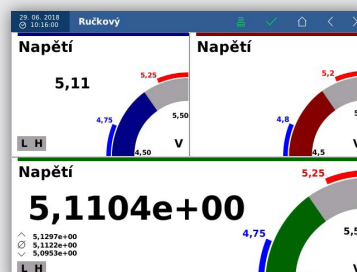 29. 06. 2018
10:16:00
Ručkový
Napětí
5,11
5,25
5,50
4,75
4,50
V
L H
Napětí
5,2
4,8
4,5
V
Napětí
5,1104e+00
5,25
4,75
5,1297e+00
5,1122e+00
5,0953e+00
L H